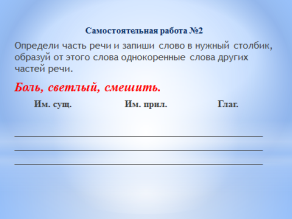 Самостоятельная работа №2
Определи часть речи и запиши слово в нужный столбик,
образуй от этого слова однокоренные слова других
частей речи.
Боль, светлый, смешить.
Им. сущ. Им. прил. Глаг.